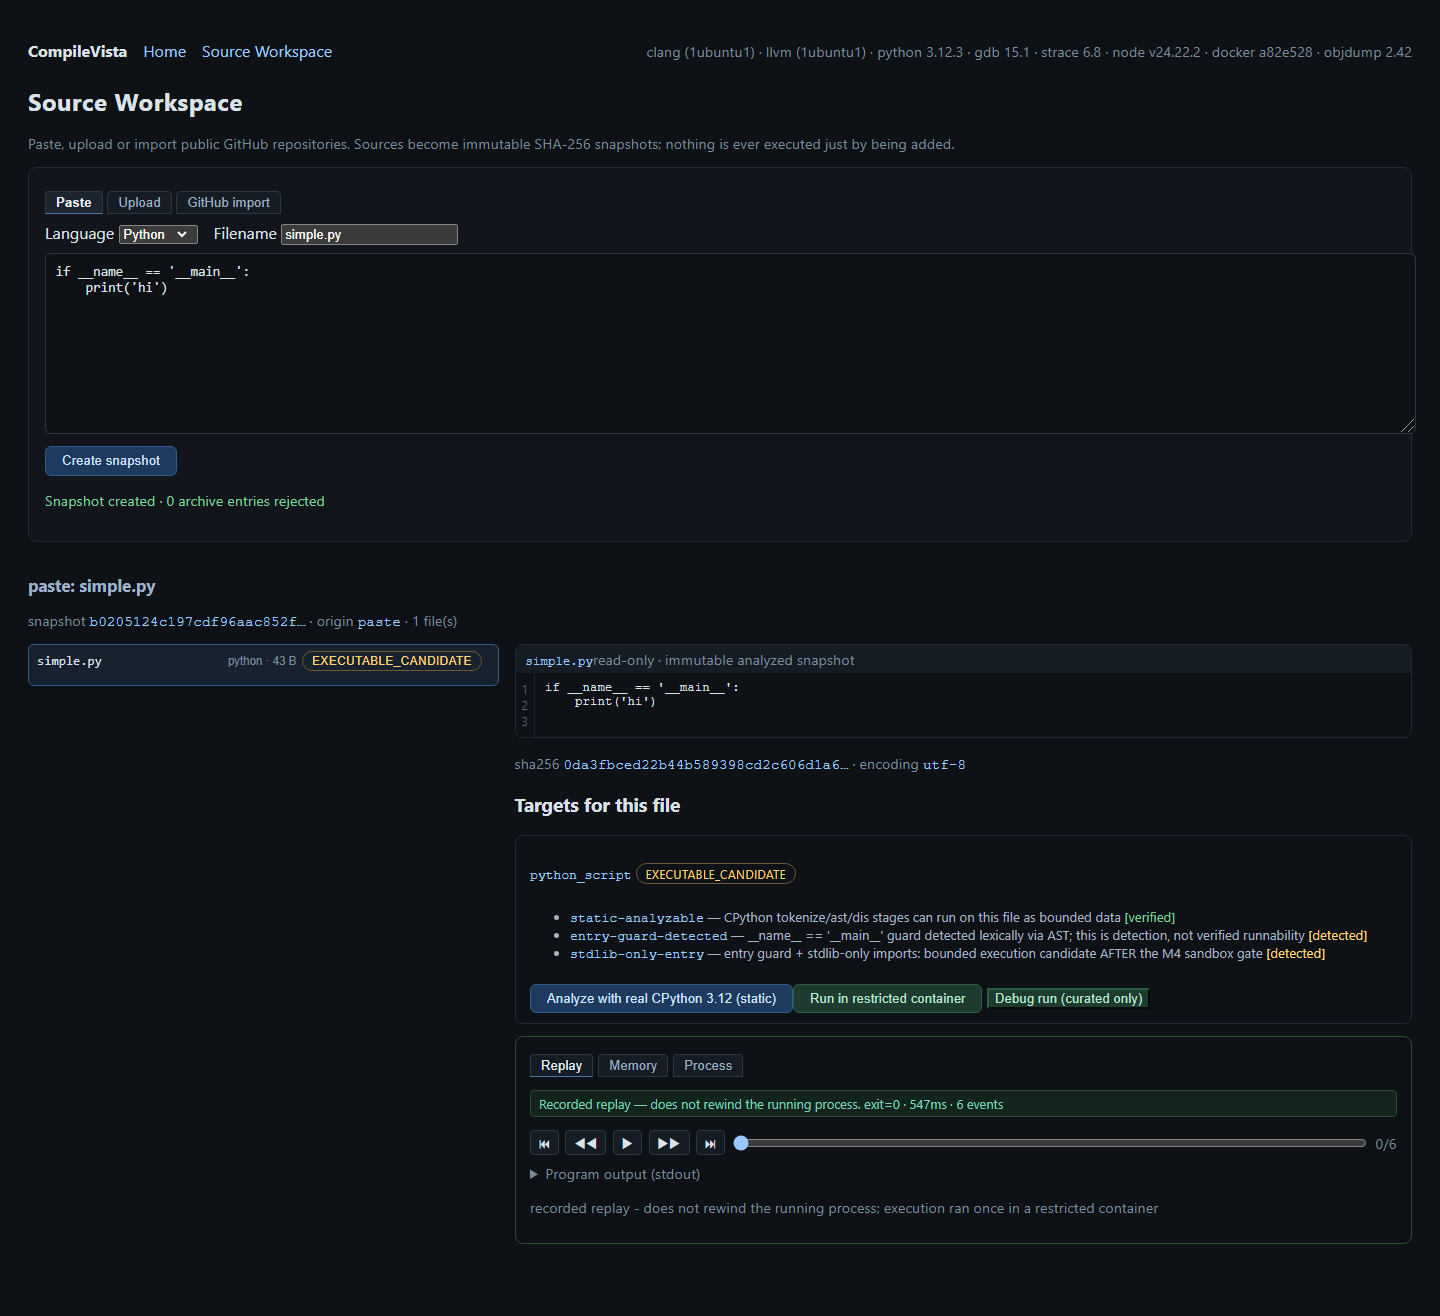 CompileVista Home Source Workspace clang (1ubuntu1) · llvm (1ubuntu1) · python 3.12.3 · gdb 15.1 · strace 6.8 · node v24.22.2 · docker a82e528 · objdump 2.42
Source Workspace
Paste, upload or import public GitHub repositories. Sources become immutable SHA-256 snapshots; nothing is ever executed just by being added.
Paste Upload GitHub import
Language Python Filename simple.py
if __name__ == '__main__':
    print('hi')
Create snapshot
Snapshot created · 0 archive entries rejected
paste: simple.py
snapshot b0205124c197cdf96aac852f… · origin paste · 1 file(s)
simple.py python · 43 B EXECUTABLE_CANDIDATE
simple.pyread-only · immutable analyzed snapshot
1 if __name__ == '__main__':
2     print('hi')
3
sha256 0da3fbced22b44b589398cd2c606d1a6… · encoding utf-8
Targets for this file
python_script EXECUTABLE_CANDIDATE
• static-analyzable — CPython tokenize/ast/dis stages can run on this file as bounded data [verified]
• entry-guard-detected — __name__ == '__main__' guard detected lexically via AST; this is detection, not verified runnability [detected]
• stdlib-only-entry — entry guard + stdlib-only imports: bounded execution candidate AFTER the M4 sandbox gate [detected]
Analyze with real CPython 3.12 (static) Run in restricted container Debug run (curated only)
Replay Memory Process
Recorded replay — does not rewind the running process. exit=0 · 547ms · 6 events
0/6
Program output (stdout)
recorded replay - does not rewind the running process; execution ran once in a restricted container